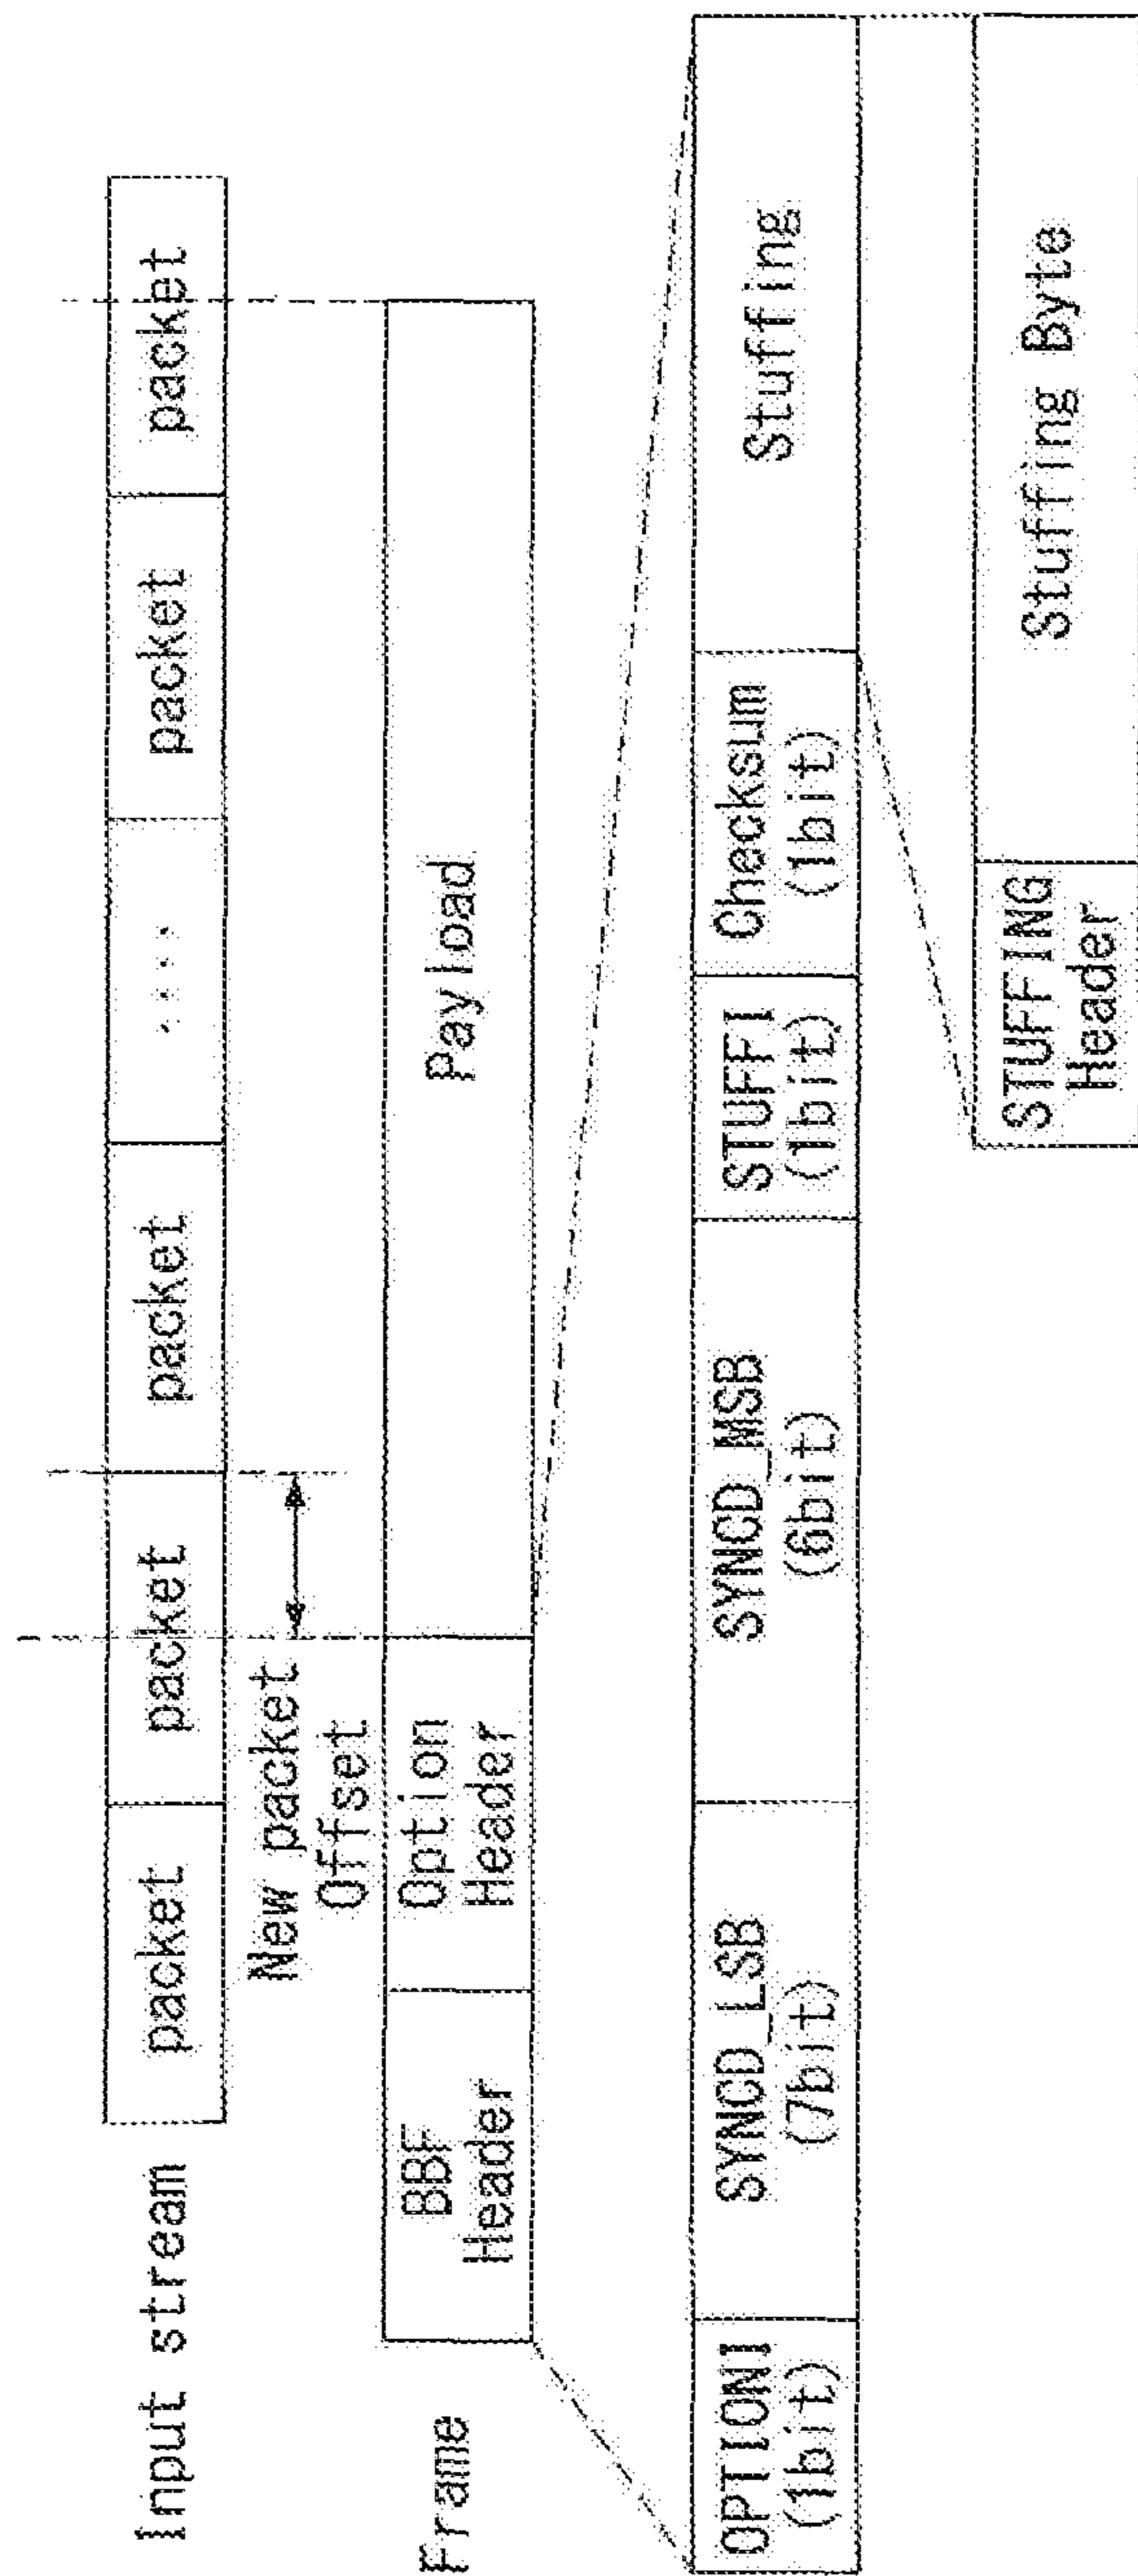 Input stream
packet
packet
packet
....
packet
packet
New packet
Offset
Frame
BBF
Header
Option
Header
Payload
OPTIONI
(1bit)
SYNCD_LSB
(7bit)
SYNCD_MSB
(6bit)
STUFFI
(1bit)
Checksum
(1bit)
Stuffing
STUFFING
Header
Stuffing Byte